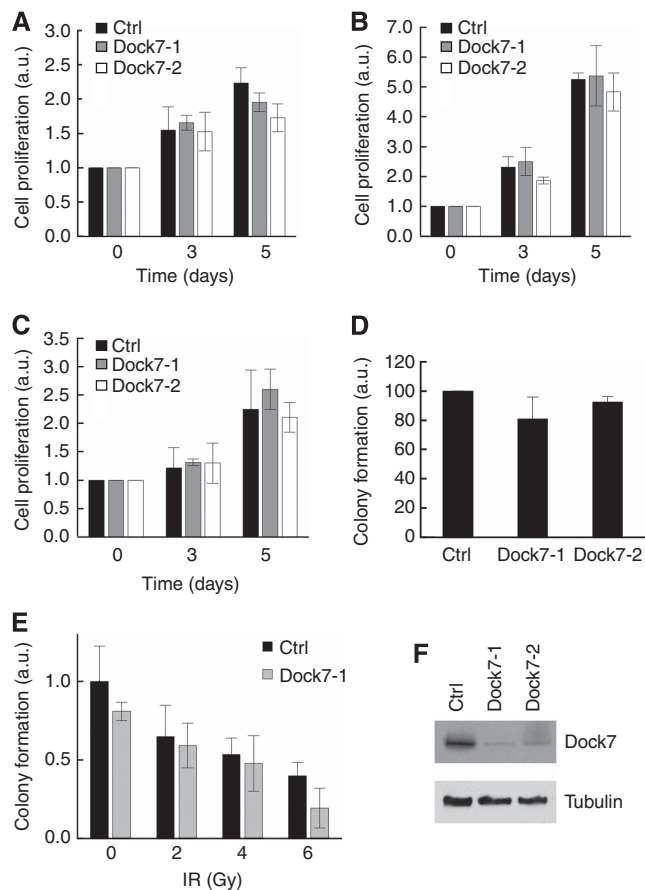 A
Cell proliferation (a.u.)
3.0
2.5
2.0
1.5
1.0
0.5
0.0
Ctrl
Dock7-1
Dock7-2
0 3 5
Time (days)
B
Cell proliferation (a.u.)
7.0
6.0
5.0
4.0
3.0
2.0
1.0
0.0
Ctrl
Dock7-1
Dock7-2
0 3 5
Time (days)
C
Cell proliferation (a.u.)
3.5
3.0
2.5
2.0
1.5
1.0
0.5
0.0
Ctrl
Dock7-1
Dock7-2
0 3 5
Time (days)
D
Colony formation (a.u.)
120
100
80
60
40
20
0
Ctrl Dock7-1 Dock7-2
E
Colony formation (a.u.)
1.0
0.5
0.0
Ctrl
Dock7-1
0 2 4 6
IR (Gy)
F
Ctrl
Dock7-1
Dock7-2
Dock7
Tubulin